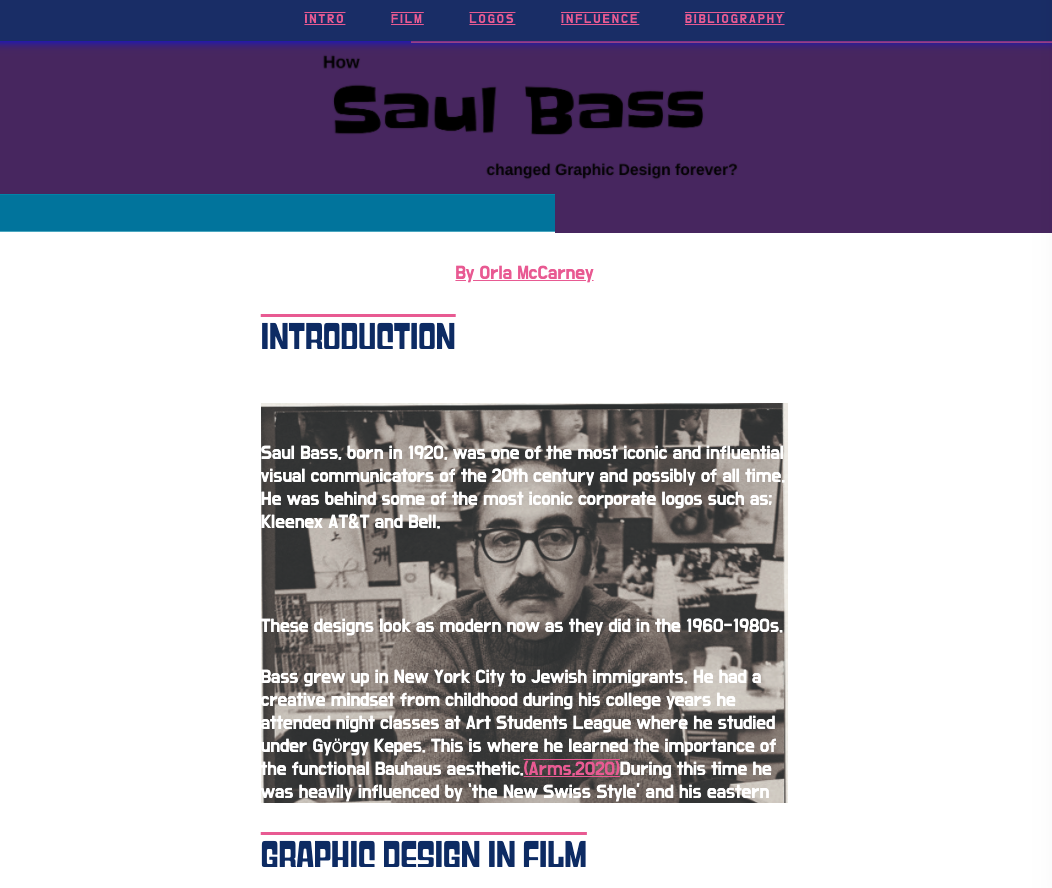 INTRO FILM LOGOS INFLUENCE BIBLIOGRAPHY
How
Saul Bass
changed Graphic Design forever?
By Orla McCarney
INTRODUCTION
Saul Bass, born in 1920, was one of the most iconic and influential
visual communicators of the 20th century and possibly of all time.
He was behind some of the most iconic corporate logos such as;
Kleenex AT&T and Bell.
These designs look as modern now as they did in the 1960-1980s.
Bass grew up in New York City to Jewish immigrants. He had a
creative mindset from childhood during his college years he
attended night classes at Art Students League where he studied
under György Kepes. This is where he learned the importance of
the functional Bauhaus aesthetic.(Arms,2020)During this time he
was heavily influenced by 'the New Swiss Style' and his eastern
GRAPHIC DESIGN IN FILM